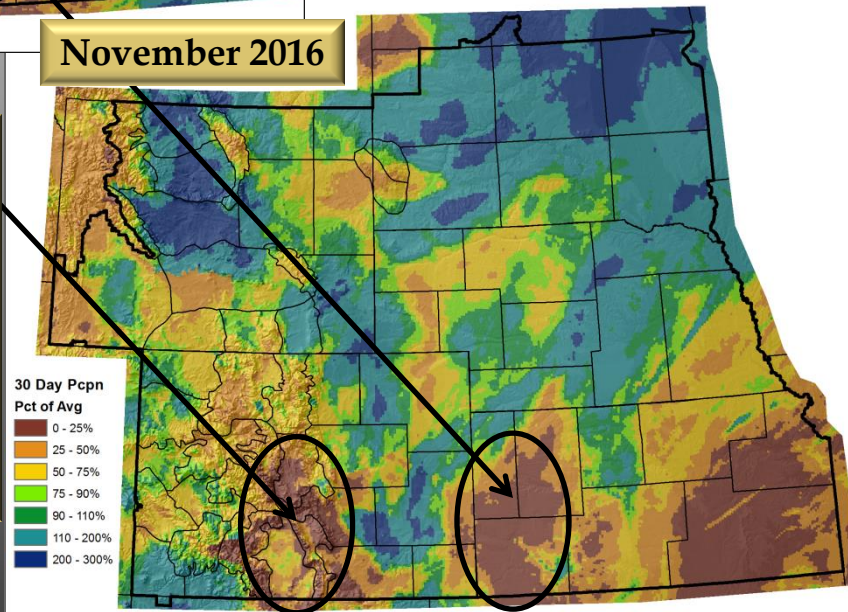 November 2016
30 Day Pcpn
Pct of Avg
0 - 25%
25 - 50%
50 - 75%
75 - 90%
90 - 110%
110 - 200%
200 - 300%